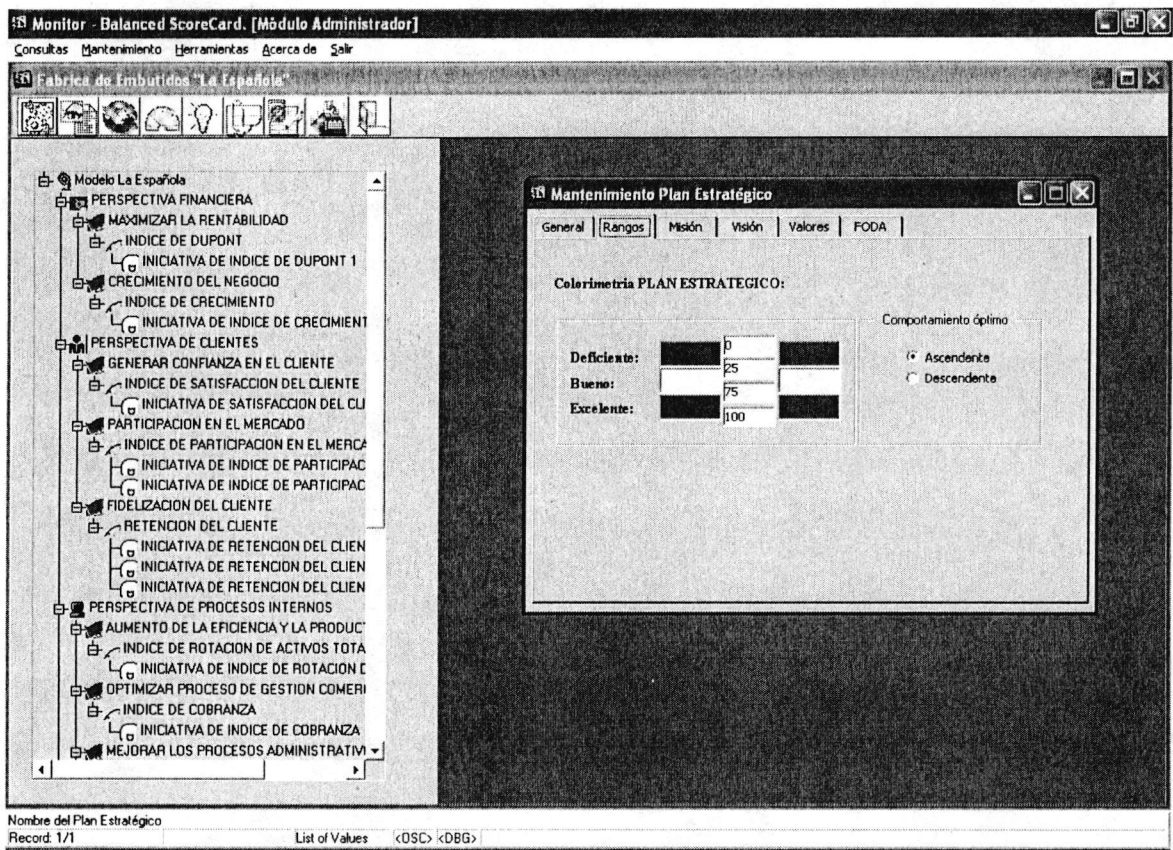 Monitor - Balanced ScoreCard. [Módulo Administrador]
Consultas Mantenimiento Herramientas Acerca de Salir
Fabrica de Embutidos "La Española"
Modelo La Española
PERSPECTIVA FINANCIERA
MAXIMIZAR LA RENTABILIDAD
INDICE DE DUPONT
INICIATIVA DE INDICE DE DUPONT 1
CRECIMIENTO DEL NEGOCIO
INDICE DE CRECIMIENTO
INICIATIVA DE INDICE DE CRECIMIENT
PERSPECTIVA DE CLIENTES
GENERAR CONFIANZA EN EL CLIENTE
INDICE DE SATISFACCION DEL CLIENTE
INICIATIVA DE SATISFACCION DEL CLI
PARTICIPACION EN EL MERCADO
INDICE DE PARTICIPACION EN EL MERCA
INICIATIVA DE INDICE DE PARTICIPAC
INICIATIVA DE INDICE DE PARTICIPAC
FIDELIZACION DEL CLIENTE
RETENCION DEL CLIENTE
INICIATIVA DE RETENCION DEL CLIEN
INICIATIVA DE RETENCION DEL CLIEN
INICIATIVA DE RETENCION DEL CLIEN
PERSPECTIVA DE PROCESOS INTERNOS
AUMENTO DE LA EFICIENCIA Y LA PRODUCT
INDICE DE ROTACION DE ACTIVOS TOTA
INICIATIVA DE INDICE DE ROTACION D
OPTIMIZAR PROCESO DE GESTION COMERI
INDICE DE COBRANZA
INICIATIVA DE INDICE DE COBRANZA
MEJORAR LOS PROCESOS ADMINISTRATIVI
Mantenimiento Plan Estratégico
General Rangos Misión Visión Valores FODA
Colorimetria PLAN ESTRATEGICO:
Deficiente:
Bueno:
Excelente:
0
25
75
100
Comportamiento óptimo
Ascendente
Descendente
Nombre del Plan Estratégico
Record: 1/1 List of Values <OSC> <DBG>